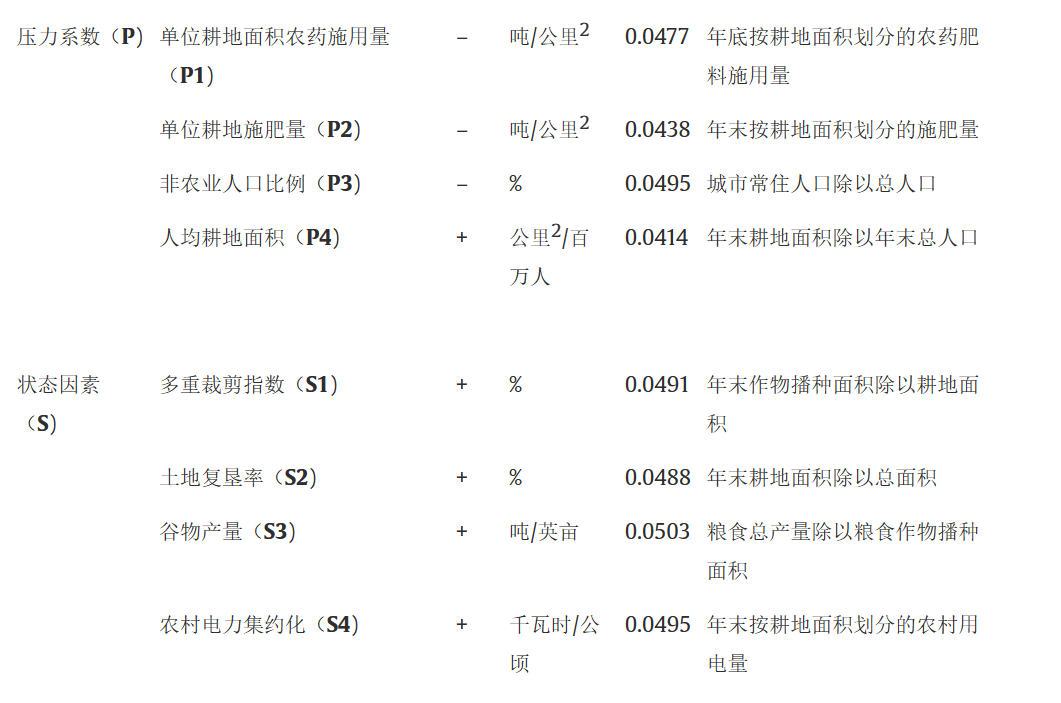 压力系数（P） 单位耕地面积农药施用量 – 吨/公里2 0.0477 年底按耕地面积划分的农药肥
（P1） 料施用量
单位耕地施肥量（P2） – 吨/公里2 0.0438 年末按耕地面积划分的施肥量
非农业人口比例（P3） – % 0.0495 城市常住人口除以总人口
人均耕地面积（P4） + 公里2/百 0.0414 年末耕地面积除以年末总人口
万人
状态因素 多重裁剪指数（S1） + % 0.0491 年末作物播种面积除以耕地面
（S） 积
土地复垦率（S2） + % 0.0488 年末耕地面积除以总面积
谷物产量（S3） + 吨/英亩 0.0503 粮食总产量除以粮食作物播种
面积
农村电力集约化（S4） + 千瓦时/公 0.0495 年末按耕地面积划分的农村用
顷 电量